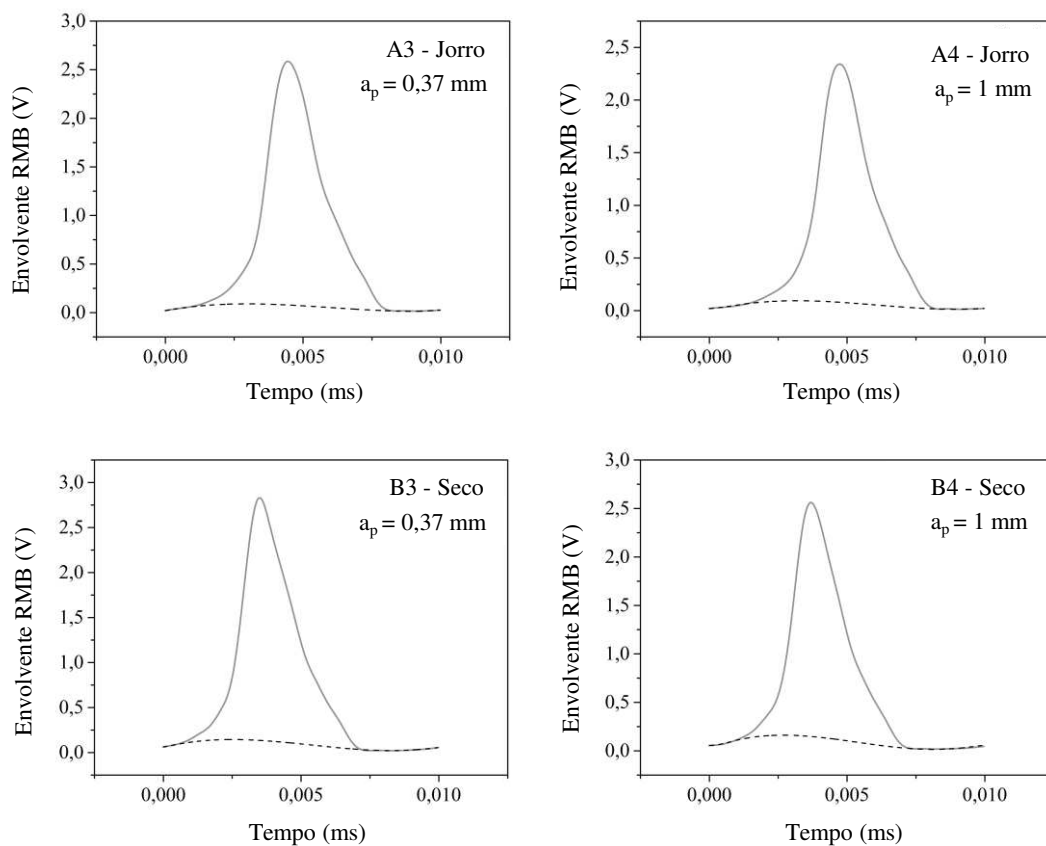 3,0
2,5
2,0
1,5
1,0
0,5
0,0
Envolvente RMB (V)
A3 - Jorro
ap = 0,37 mm
0,000
0,005
0,010
Tempo (ms)
2,5
2,0
1,5
1,0
0,5
0,0
Envolvente RMB (V)
A4 - Jorro
ap = 1 mm
0,000
0,005
0,010
Tempo (ms)
3,0
2,5
2,0
1,5
1,0
0,5
0,0
Envolvente RMB (V)
B3 - Seco
ap = 0,37 mm
0,000
0,005
0,010
Tempo (ms)
3,0
2,5
2,0
1,5
1,0
0,5
0,0
Envolvente RMB (V)
B4 - Seco
ap = 1 mm
0,000
0,005
0,010
Tempo (ms)